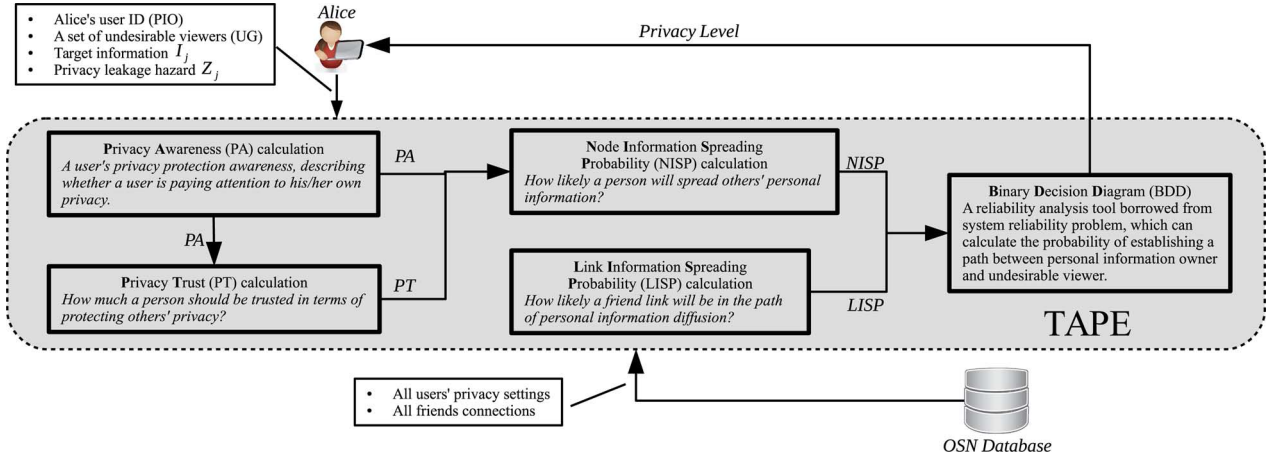 • Alice's user ID (PIO)
• A set of undesirable viewers (UG)
• Target information I_j
• Privacy leakage hazard Z_j
Alice
Privacy Level
Privacy Awareness (PA) calculation
A user's privacy protection awareness, describing
whether a user is paying attention to his/her own
privacy.
PA
PA
Privacy Trust (PT) calculation
How much a person should be trusted in terms of
protecting others' privacy?
PT
Node Information Spreading
Probability (NISP) calculation
How likely a person will spread others' personal
information?
NISP
Link Information Spreading
Probability (LISP) calculation
How likely a friend link will be in the path
of personal information diffusion?
LISP
Binary Decision Diagram (BDD)
A reliability analysis tool borrowed from
system reliability problem, which can
calculate the probability of establishing a
path between personal information owner
and undesirable viewer.
TAPE
• All users' privacy settings
• All friends connections
OSN Database